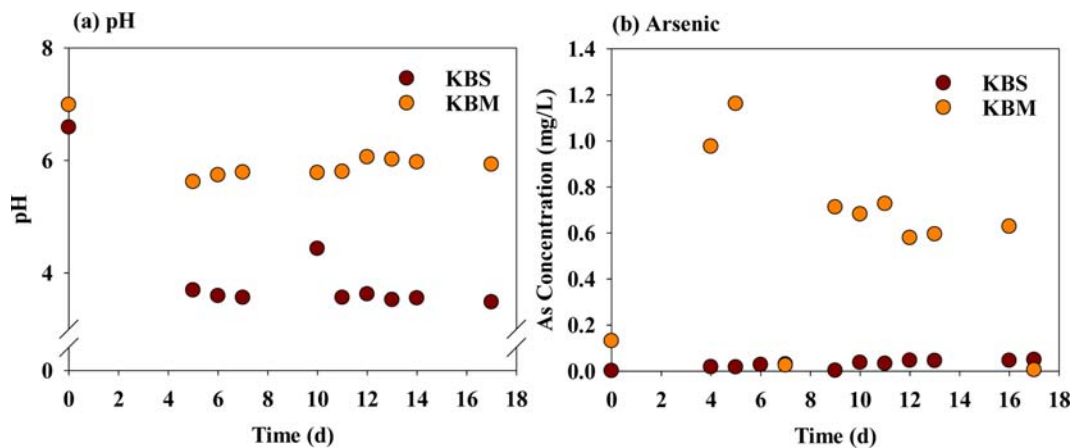 (a) pH
8
6
4
0
pH
KBS
KBM
0 2 4 6 8 10 12 14 16 18
Time (d)
(b) Arsenic
1.4
1.2
1.0
0.8
0.6
0.4
0.2
0.0
As Concentration (mg/L)
KBS
KBM
0 2 4 6 8 10 12 14 16 18
Time (d)